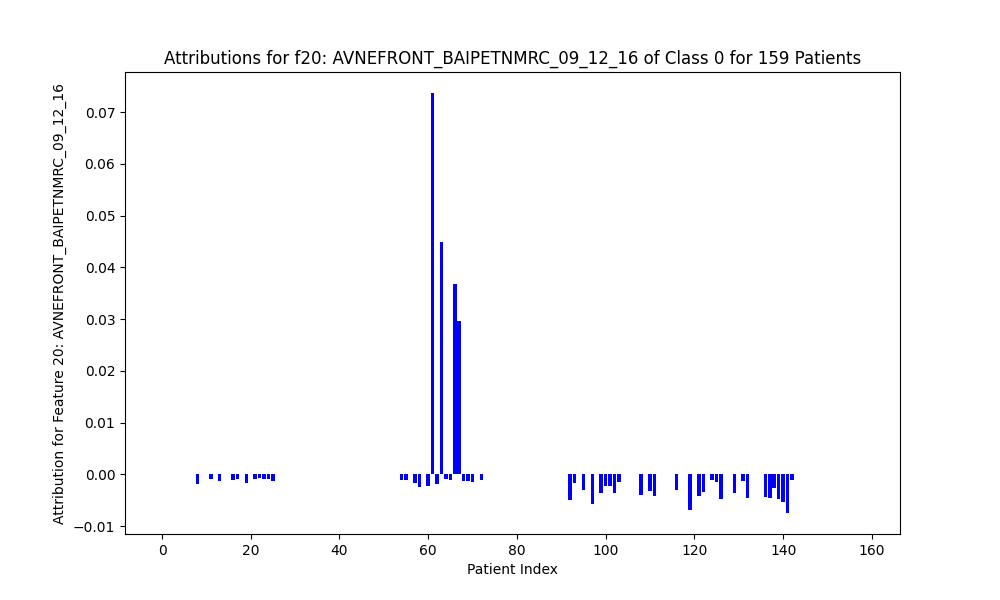 Attributions for f20: AVNEFRONT_BAIPETNMRC_09_12_16 of Class 0 for 159 Patients
Attribution for Feature 20: AVNEFRONT_BAIPETNMRC_09_12_16
0.07
0.06
0.05
0.04
0.03
0.02
0.01
0.00
−0.01
0 20 40 60 80 100 120 140 160
Patient Index